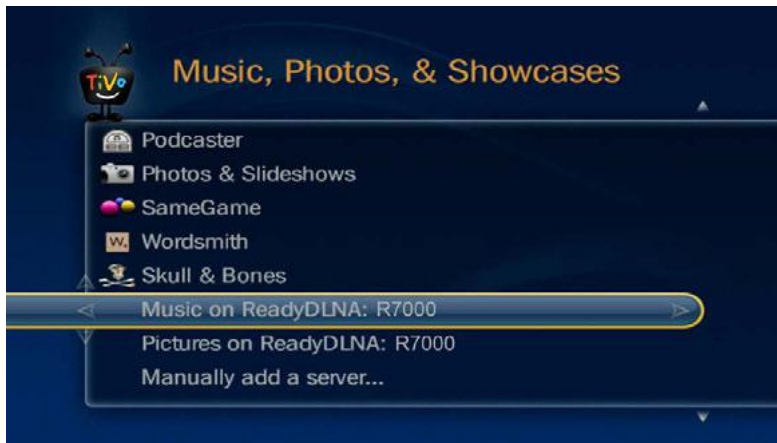 TiVo
Music, Photos, & Showcases
Podcaster
Photos & Slideshows
SameGame
W.
Wordsmith
Skull & Bones
Music on ReadyDLNA: R7000
Pictures on ReadyDLNA: R7000
Manually add a server...